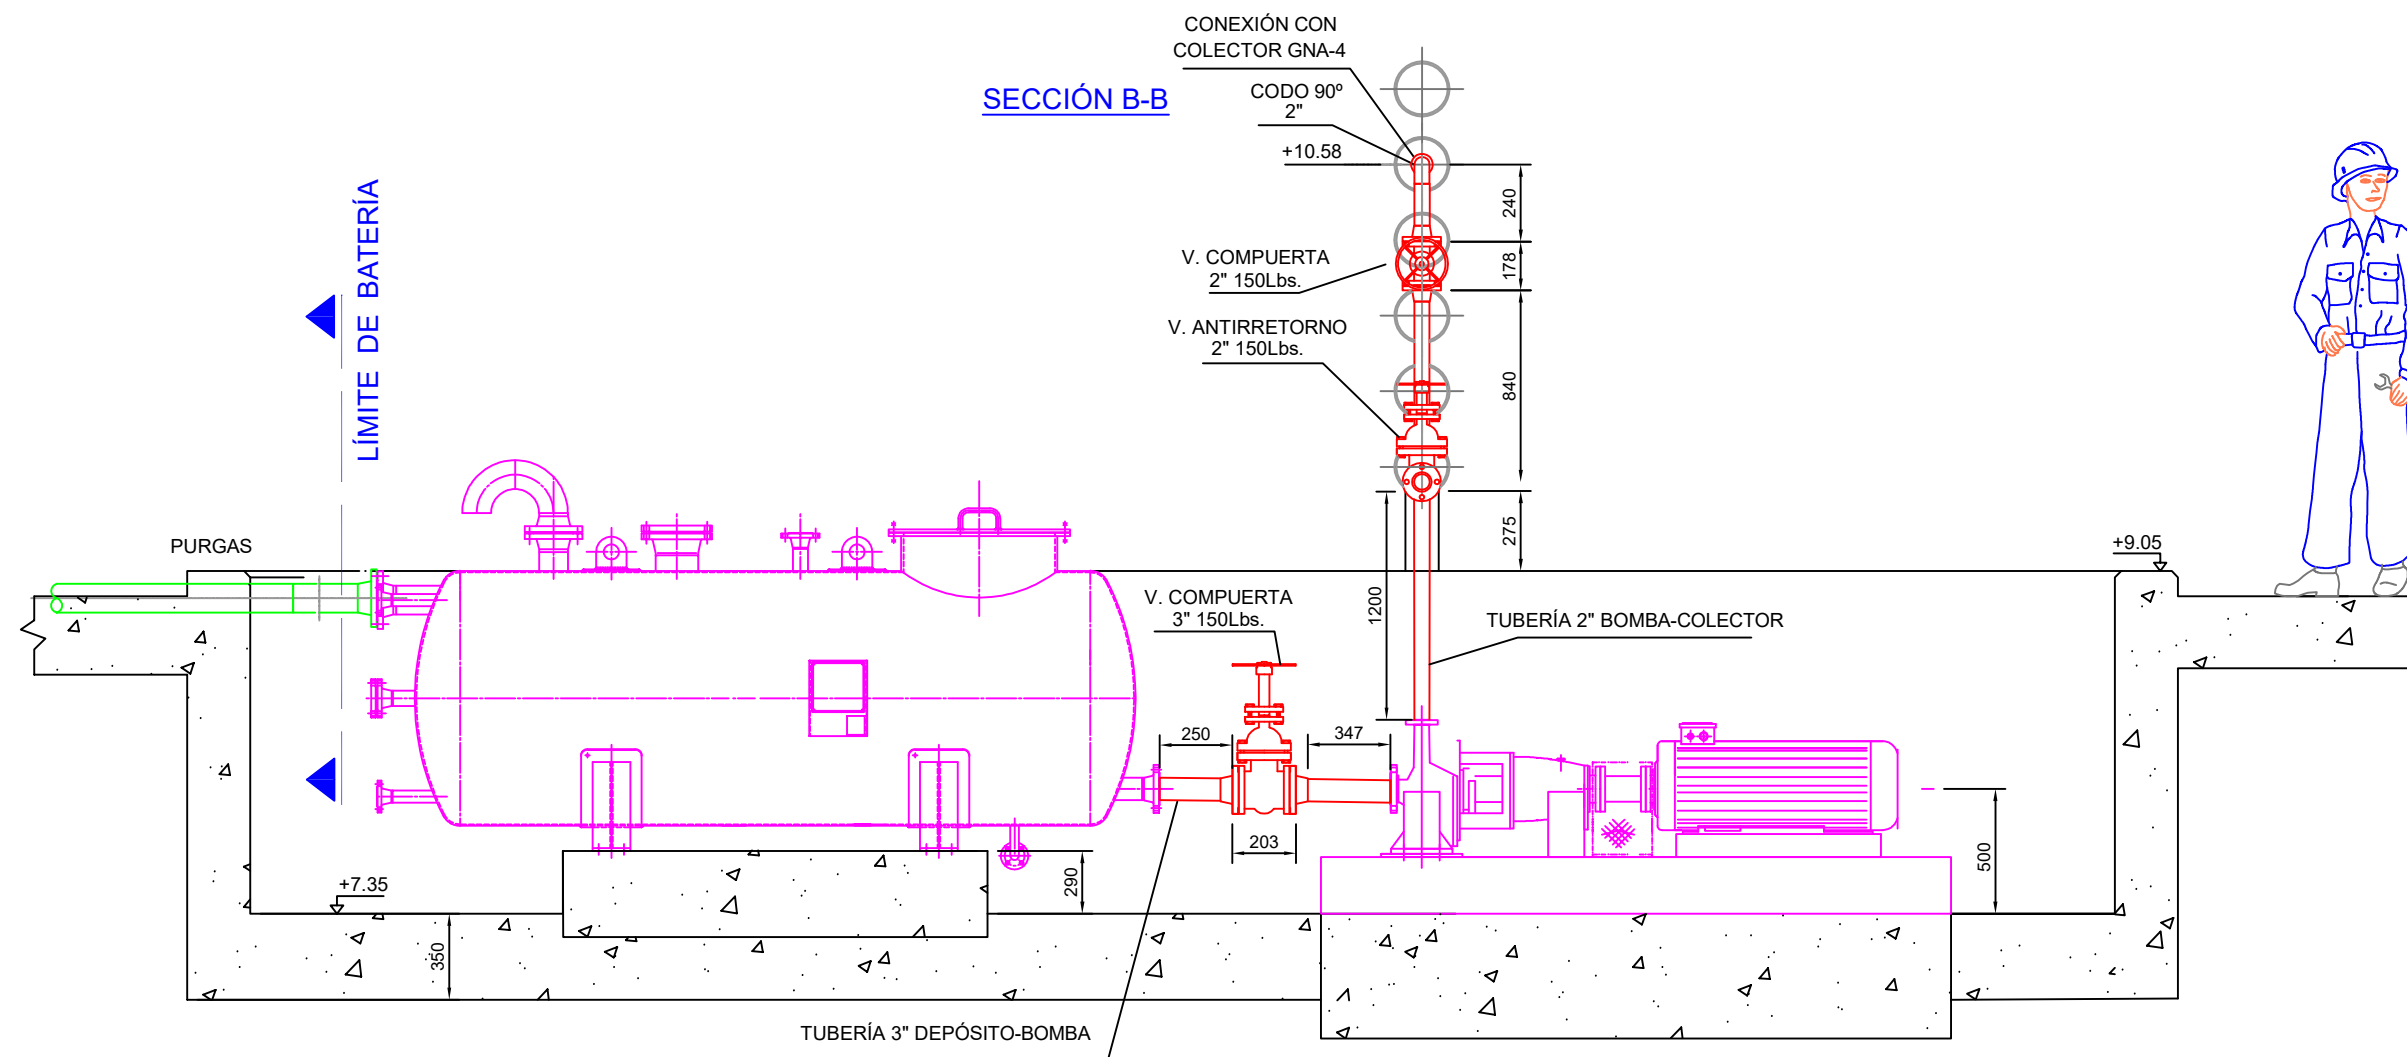 CONEXIÓN CON
COLECTOR GNA-4
SECCIÓN B-B
CODO 90º
2"
+10.58
240
LÍMITE DE BATERÍA
V. COMPUERTA
2" 150Lbs.
178
V. ANTIRRETORNO
2" 150Lbs.
840
PURGAS
275
+9.05
V. COMPUERTA
3" 150Lbs.
1200
TUBERÍA 2" BOMBA-COLECTOR
250
347
203
500
+7.35
290
350
TUBERÍA 3" DEPÓSITO-BOMBA